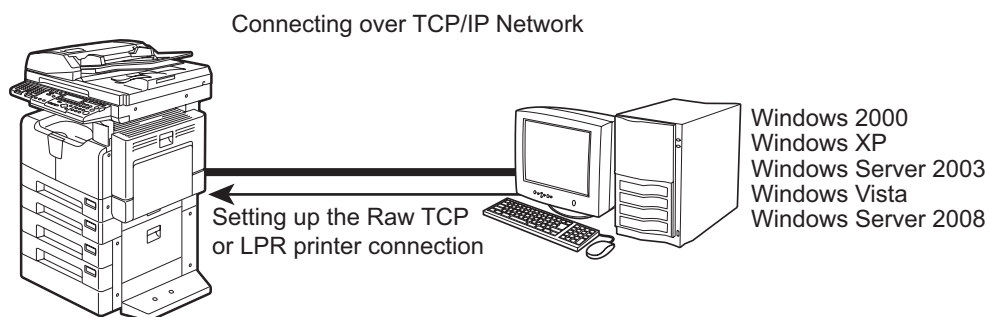 Connecting over TCP/IP Network
Windows 2000
Windows XP
Windows Server 2003
Windows Vista
Windows Server 2008
Setting up the Raw TCP
or LPR printer connection